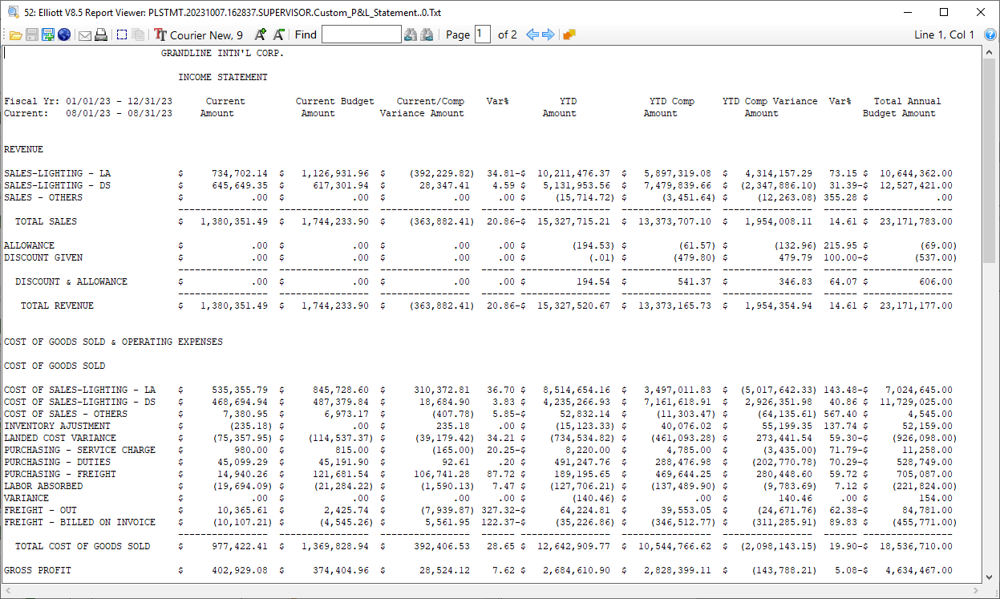 52: Elliott V8.5 Report Viewer: PLSTMT.20231007.162837.SUPERVISOR.Custom_P&L_Statement..0.Txt
Courier New, 9 A A Find Page 1 of 2 Line 1, Col 1
GRANDLINE INTN'L CORP.
INCOME STATEMENT
Fiscal Yr: 01/01/23 - 12/31/23 Current Current Budget Current/Comp Var% YTD YTD Comp YTD Comp Variance Var% Total Annual
Current: 08/01/23 - 08/31/23 Amount Amount Variance Amount Amount Amount Amount Budget Amount
REVENUE
SALES-LIGHTING - LA $ 734,702.14 $ 1,126,931.96 $ (392,229.82) 34.81-$ 10,211,476.37 $ 5,897,319.08 $ 4,314,157.29 73.15 $ 10,644,362.00
SALES-LIGHTING - DS $ 645,649.35 $ 617,301.94 $ 28,347.41 4.59 $ 5,131,953.56 $ 7,479,839.66 $ (2,347,886.10) 31.39-$ 12,527,421.00
SALES - OTHERS $ .00 $ .00 $ .00 .00 $ (15,714.72) $ (3,451.64) $ (12,263.08) 355.28 $ .00
TOTAL SALES $ 1,380,351.49 $ 1,744,233.90 $ (363,882.41) 20.86-$ 15,327,715.21 $ 13,373,707.10 $ 1,954,008.11 14.61 $ 23,171,783.00
ALLOWANCE $ .00 $ .00 $ .00 .00 $ (194.53) $ (61.57) $ (132.96) 215.95 $ (69.00)
DISCOUNT GIVEN $ .00 $ .00 $ .00 .00 $ (.01) $ (479.80) $ 479.79 100.00-$ (537.00)
DISCOUNT & ALLOWANCE $ .00 $ .00 $ .00 .00 $ 194.54 $ 541.37 $ 346.83 64.07 $ 606.00
TOTAL REVENUE $ 1,380,351.49 $ 1,744,233.90 $ (363,882.41) 20.86-$ 15,327,520.67 $ 13,373,165.73 $ 1,954,354.94 14.61 $ 23,171,177.00
COST OF GOODS SOLD & OPERATING EXPENSES
COST OF GOODS SOLD
COST OF SALES-LIGHTING - LA $ 535,355.79 $ 845,728.60 $ 310,372.81 36.70 $ 8,514,654.16 $ 3,497,011.83 $ (5,017,642.33) 143.48-$ 7,024,645.00
COST OF SALES-LIGHTING - DS $ 468,694.94 $ 487,379.84 $ 18,684.90 3.83 $ 4,235,266.93 $ 7,161,618.91 $ 2,926,351.98 40.86 $ 11,729,025.00
COST OF SALES - OTHERS $ 7,380.95 $ 6,973.17 $ (407.78) 5.85-$ 52,832.14 $ (11,303.47) $ (64,135.61) 567.40 $ 4,545.00
INVENTORY AJUSTMENT $ (235.18) $ .00 $ 235.18 .00 $ (15,123.33) $ 40,076.02 $ 55,199.35 137.74 $ 52,159.00
LANDED COST VARIANCE $ (75,357.95) $ (114,537.37) $ (39,179.42) 34.21 $ (734,534.82) $ (461,093.28) $ 273,441.54 59.30-$ (926,098.00)
PURCHASING - SERVICE CHARGE $ 980.00 $ 815.00 $ (165.00) 20.25-$ 8,220.00 $ 4,785.00 $ (3,435.00) 71.79-$ 11,258.00
PURCHASING - DUTIES $ 45,099.29 $ 45,191.90 $ 92.61 .20 $ 491,247.76 $ 288,476.98 $ (202,770.78) 70.29-$ 528,749.00
PURCHASING - FREIGHT $ 14,940.26 $ 121,681.54 $ 106,741.28 87.72 $ 189,195.65 $ 469,644.25 $ 280,448.60 59.72 $ 705,087.00
LABOR ABSORBED $ (19,694.09) $ (21,284.22) $ (1,590.13) 7.47 $ (127,706.21) $ (137,489.90) $ (9,783.69) 7.12 $ (221,824.00)
VARIANCE $ .00 $ .00 $ .00 .00 $ (140.46) $ .00 $ 140.46 .00 $ 154.00
FREIGHT - OUT $ 10,365.61 $ 2,425.74 $ (7,939.87) 327.32-$ 64,224.81 $ 39,553.05 $ (24,671.76) 62.38-$ 84,781.00
FREIGHT - BILLED ON INVOICE $ (10,107.21) $ (4,545.26) $ 5,561.95 122.37-$ (35,226.86) $ (346,512.77) $ (311,285.91) 89.83 $ (455,771.00)
TOTAL COST OF GOODS SOLD $ 977,422.41 $ 1,369,828.94 $ 392,406.53 28.65 $ 12,642,909.77 $ 10,544,766.62 $ (2,098,143.15) 19.90-$ 18,536,710.00
GROSS PROFIT $ 402,929.08 $ 374,404.96 $ 28,524.12 7.62 $ 2,684,610.90 $ 2,828,399.11 $ (143,788.21) 5.08-$ 4,634,467.00